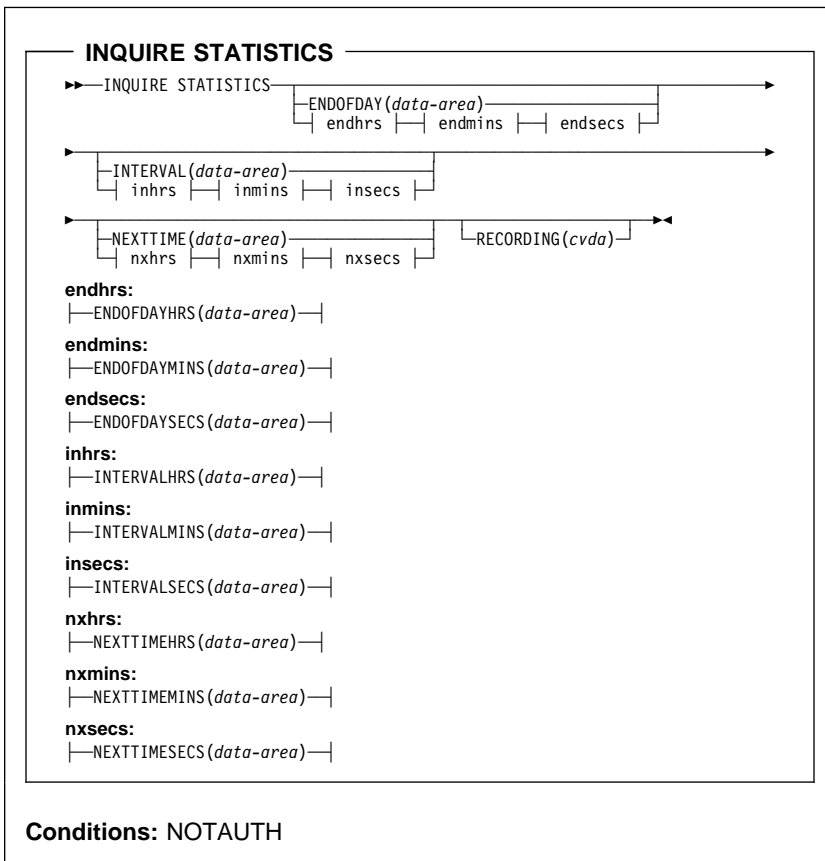 INQUIRE STATISTICS
►►──INQUIRE STATISTICS──
ENDOFDAY(data-area)
endhrs endmins endsecs
INTERVAL(data-area)
inhrs inmins insecs
NEXTTIME(data-area) RECORDING(cvda)
nxhrs nxmins nxsecs
endhrs:
ENDOFDAYHRS(data-area)
endmins:
ENDOFDAYMINS(data-area)
endsecs:
ENDOFDAYSECS(data-area)
inhrs:
INTERVALHRS(data-area)
inmins:
INTERVALMINS(data-area)
insecs:
INTERVALSECS(data-area)
nxhrs:
NEXTTIMEHRS(data-area)
nxmins:
NEXTTIMEMINS(data-area)
nxsecs:
NEXTTIMESECS(data-area)
Conditions: NOTAUTH